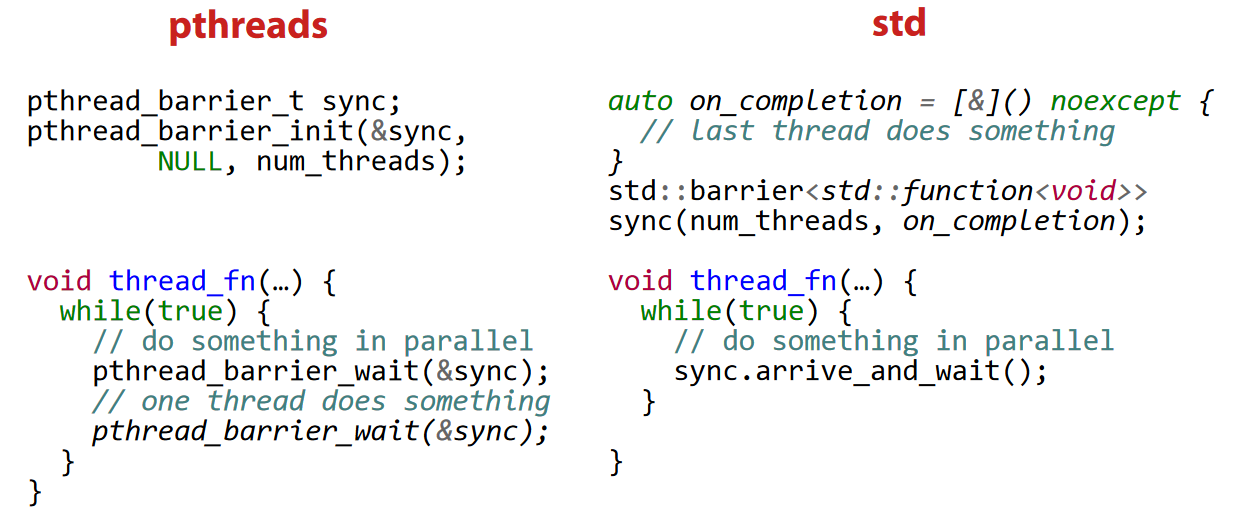 pthreads
pthread_barrier_t sync;
pthread_barrier_init(&sync,
        NULL, num_threads);
void thread_fn(…) {
  while(true) {
    // do something in parallel
    pthread_barrier_wait(&sync);
    // one thread does something
    pthread_barrier_wait(&sync);
  }
}
std
auto on_completion = [&]() noexcept {
  // last thread does something
}
std::barrier<std::function<void>>
sync(num_threads, on_completion);
void thread_fn(…) {
  while(true) {
    // do something in parallel
    sync.arrive_and_wait();
  }
}